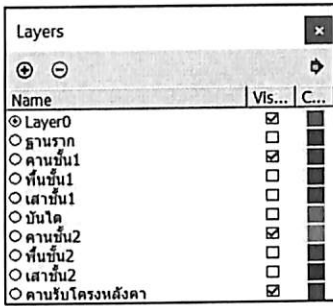 Layers
Name Vis... C...
Layer0
ฐานราก
คานชั้น1
พื้นชั้น1
เสาชั้น1
บันได
คานชั้น2
พื้นชั้น2
เสาชั้น2
คานรับโครงหลังคา